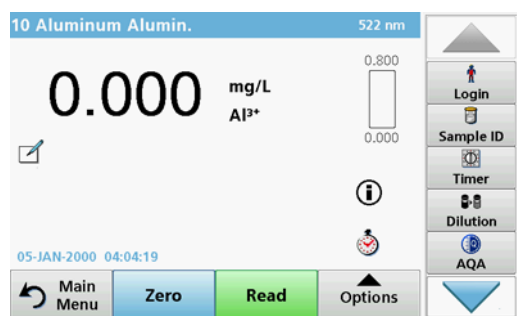 10 Aluminum Alumin.
522 nm
0.000
mg/L
Al³⁺
0.800
0.000
05-JAN-2000 04:04:19
Main
Menu
Zero
Read
Options
Login
Sample ID
Timer
Dilution
AQA